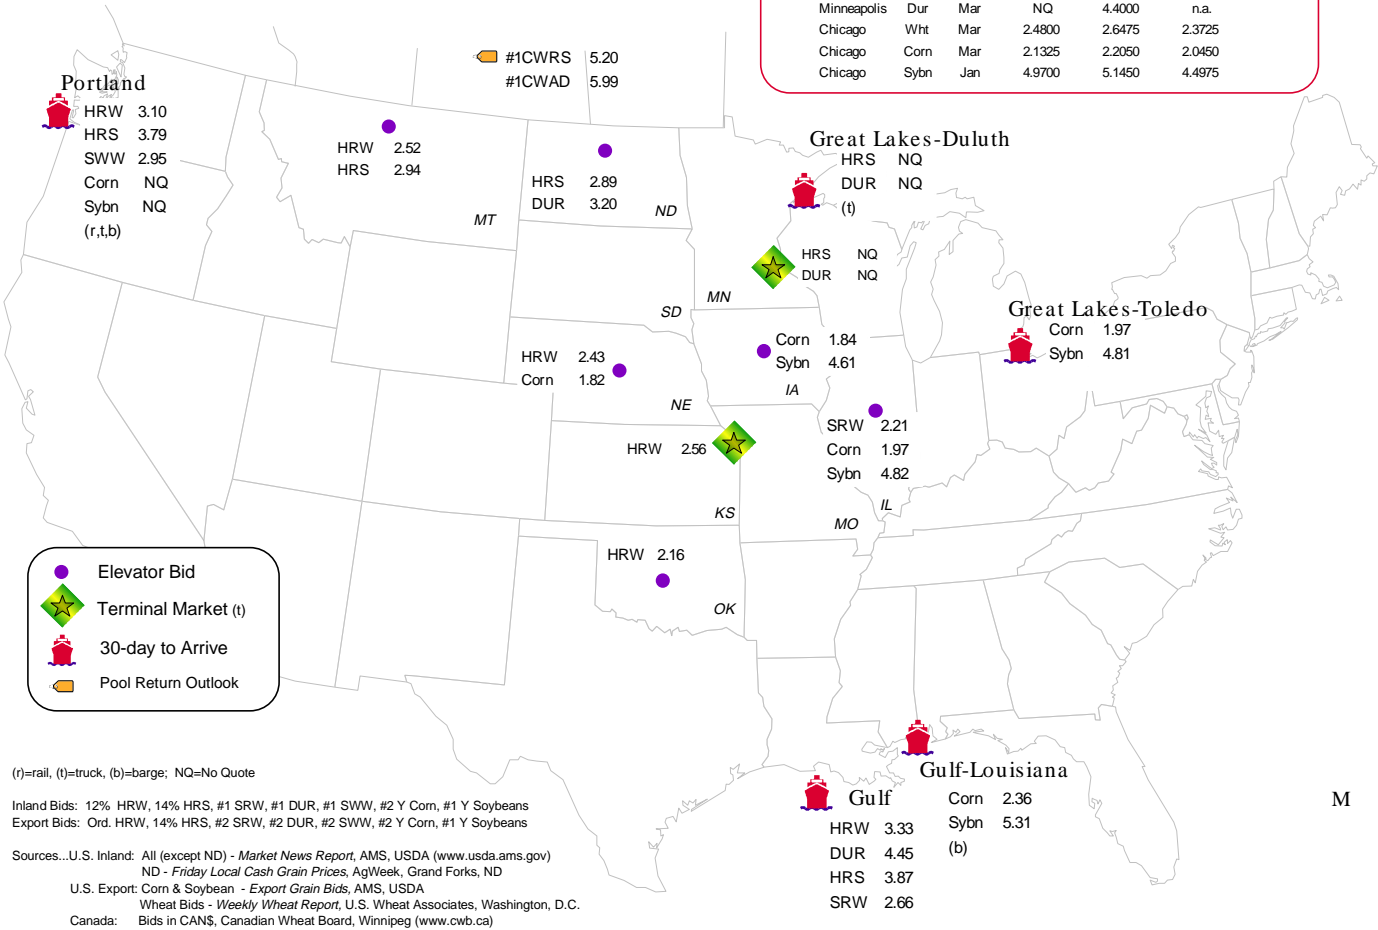 Minneapolis Dur Mar NQ 4.4000 n.a.
Chicago Wht Mar 2.4800 2.6475 2.3725
Chicago Corn Mar 2.1325 2.2050 2.0450
Chicago Sybn Jan 4.9700 5.1450 4.4975
#1CWRS 5.20
#1CWAD 5.99
Portland
HRW 3.10
HRS 3.79
SWW 2.95
Corn NQ
Sybn NQ
(r,t,b)
HRW 2.52
HRS 2.94
MT
HRS 2.89
DUR 3.20
ND
Great Lakes-Duluth
HRS NQ
DUR NQ
(t)
HRS NQ
DUR NQ
MN
SD
Great Lakes-Toledo
Corn 1.97
Sybn 4.81
Corn 1.84
Sybn 4.61
IA
HRW 2.43
Corn 1.82
NE
SRW 2.21
Corn 1.97
Sybn 4.82
IL
HRW 2.56
KS
MO
HRW 2.16
OK
Elevator Bid
Terminal Market (t)
30-day to Arrive
Pool Return Outlook
Gulf-Louisiana
Corn 2.36
Sybn 5.31
(b)
Gulf
HRW 3.33
DUR 4.45
HRS 3.87
SRW 2.66
M
(r)=rail, (t)=truck, (b)=barge; NQ=No Quote
Inland Bids: 12% HRW, 14% HRS, #1 SRW, #1 DUR, #1 SWW, #2 Y Corn, #1 Y Soybeans
Export Bids: Ord. HRW, 14% HRS, #2 SRW, #2 DUR, #2 SWW, #2 Y Corn, #1 Y Soybeans
Sources...U.S. Inland: All (except ND) - Market News Report, AMS, USDA (www.usda.ams.gov)
ND - Friday Local Cash Grain Prices, AgWeek, Grand Forks, ND
U.S. Export: Corn & Soybean - Export Grain Bids, AMS, USDA
Wheat Bids - Weekly Wheat Report, U.S. Wheat Associates, Washington, D.C.
Canada: Bids in CAN$, Canadian Wheat Board, Winnipeg (www.cwb.ca)